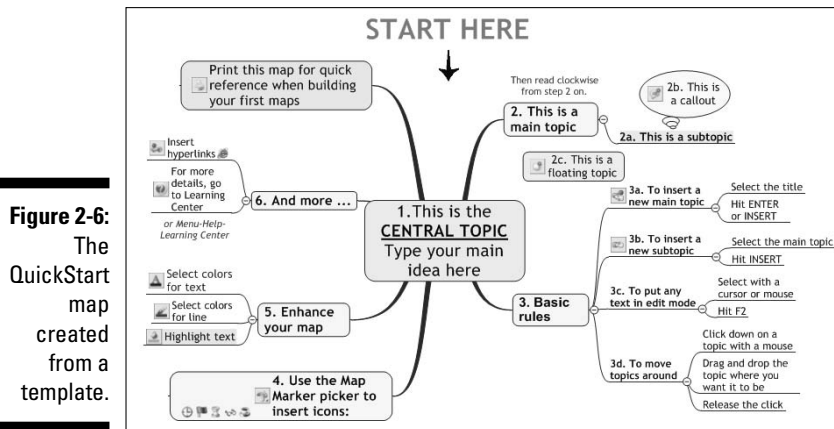 START HERE
Print this map for quick
reference when building
your first maps
Then read clockwise
from step 2 on.
2. This is a
main topic
2b. This is
a callout
2a. This is a subtopic
2c. This is a
floating topic
1.This is the
CENTRAL TOPIC
Type your main
idea here
3. Basic
rules
3a. To insert a
new main topic
Select the title
Hit ENTER
or INSERT
3b. To insert a
new subtopic
Select the main topic
Hit INSERT
3c. To put any
text in edit mode
Select with a
cursor or mouse
Hit F2
3d. To move
topics around
Click down on a
topic with a mouse
Drag and drop the
topic where you
want it to be
Release the click
4. Use the Map
Marker picker to
insert icons:
5. Enhance
your map
Select colors
for text
Select colors
for line
Highlight text
6. And more ...
Insert
hyperlinks
For more
details, go
to Learning
Center
or Menu-Help-
Learning Center
Figure 2-6:
The
QuickStart
map
created
from a
template.